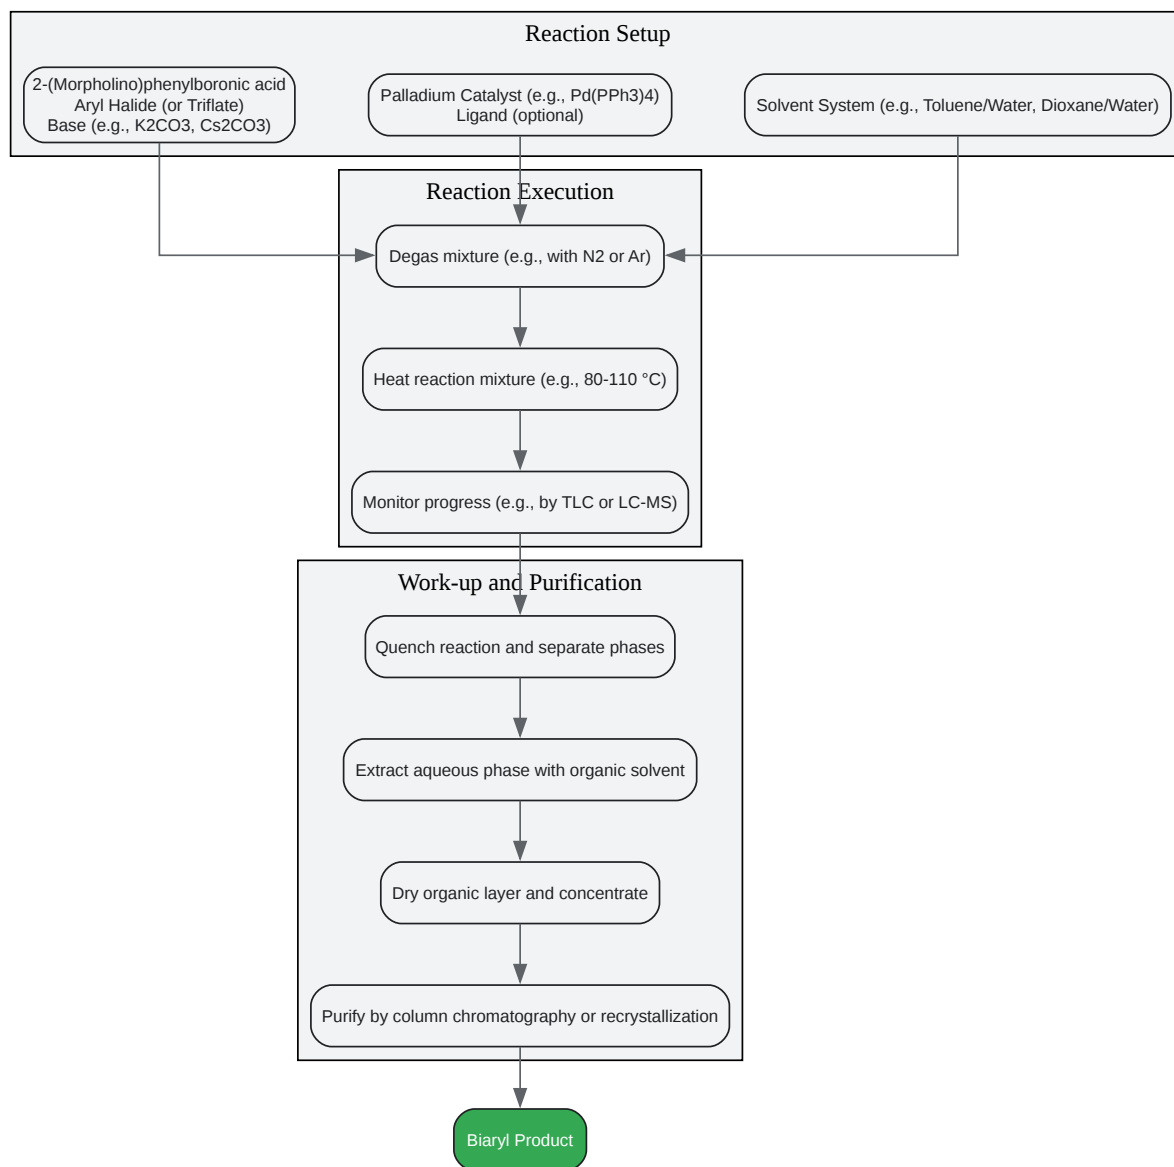 Reaction Setup
2-(Morpholino)phenylboronic acid
Aryl Halide (or Triflate)
Base (e.g., K2CO3, Cs2CO3)
Palladium Catalyst (e.g., Pd(PPh3)4)
Ligand (optional)
Solvent System (e.g., Toluene/Water, Dioxane/Water)
Reaction Execution
Degas mixture (e.g., with N2 or Ar)
Heat reaction mixture (e.g., 80-110 °C)
Monitor progress (e.g., by TLC or LC-MS)
Work-up and Purification
Quench reaction and separate phases
Extract aqueous phase with organic solvent
Dry organic layer and concentrate
Purify by column chromatography or recrystallization
Biaryl Product